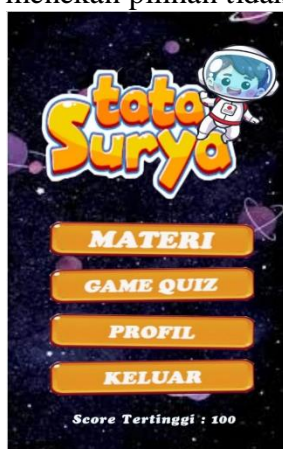 tata
Surya
MATERI
GAME QUIZ
PROFIL
KELUAR
Score Tertinggi : 100